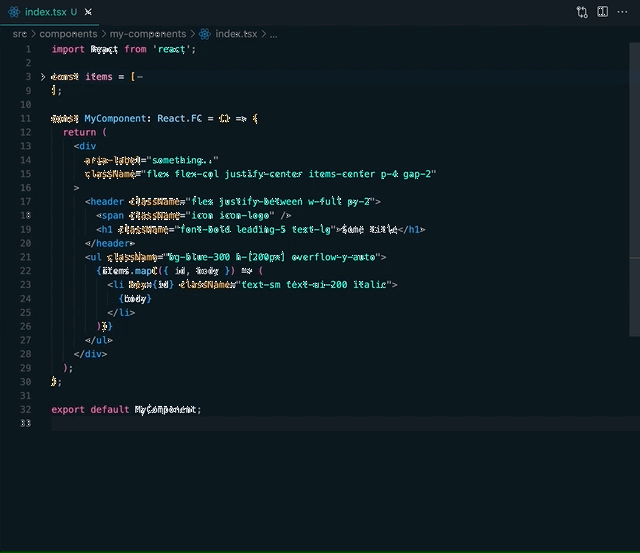 index.tsx U
src > components > my-components > index.tsx > ...
1 import React from 'react';
2
3 const items = [
9 ];
10
11 const MyComponent: React.FC = () => {
12 return (
13 <div
14 aria-label="something.."
15 className="flex flex-col justify-center items-center p-4 gap-2"
16 >
17 <header className="flex justify-between w-full py-2">
18 <span className="icon icon-logo" />
19 <h1 className="font-bold leading-5 text-lg">Some title</h1>
20 </header>
21 <ul className="bg-blue-300 h-[200px] overflow-y-auto">
22 {items.map(({ id, body }) => (
23 <li key={id} className="text-sm italic">
24 {body}
25 </li>
26 ))}
27 </ul>
28 </div>
29 );
30 };
31
32 export default MyComponent;
33